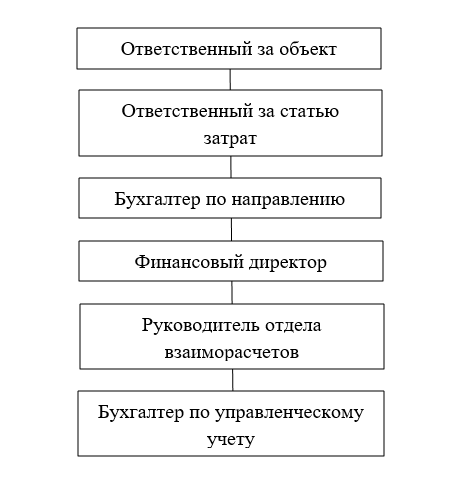 Ответственный за объект
Ответственный за статью
затрат
Бухгалтер по направлению
Финансовый директор
Руководитель отдела
взаиморасчетов
Бухгалтер по управленческому
учету